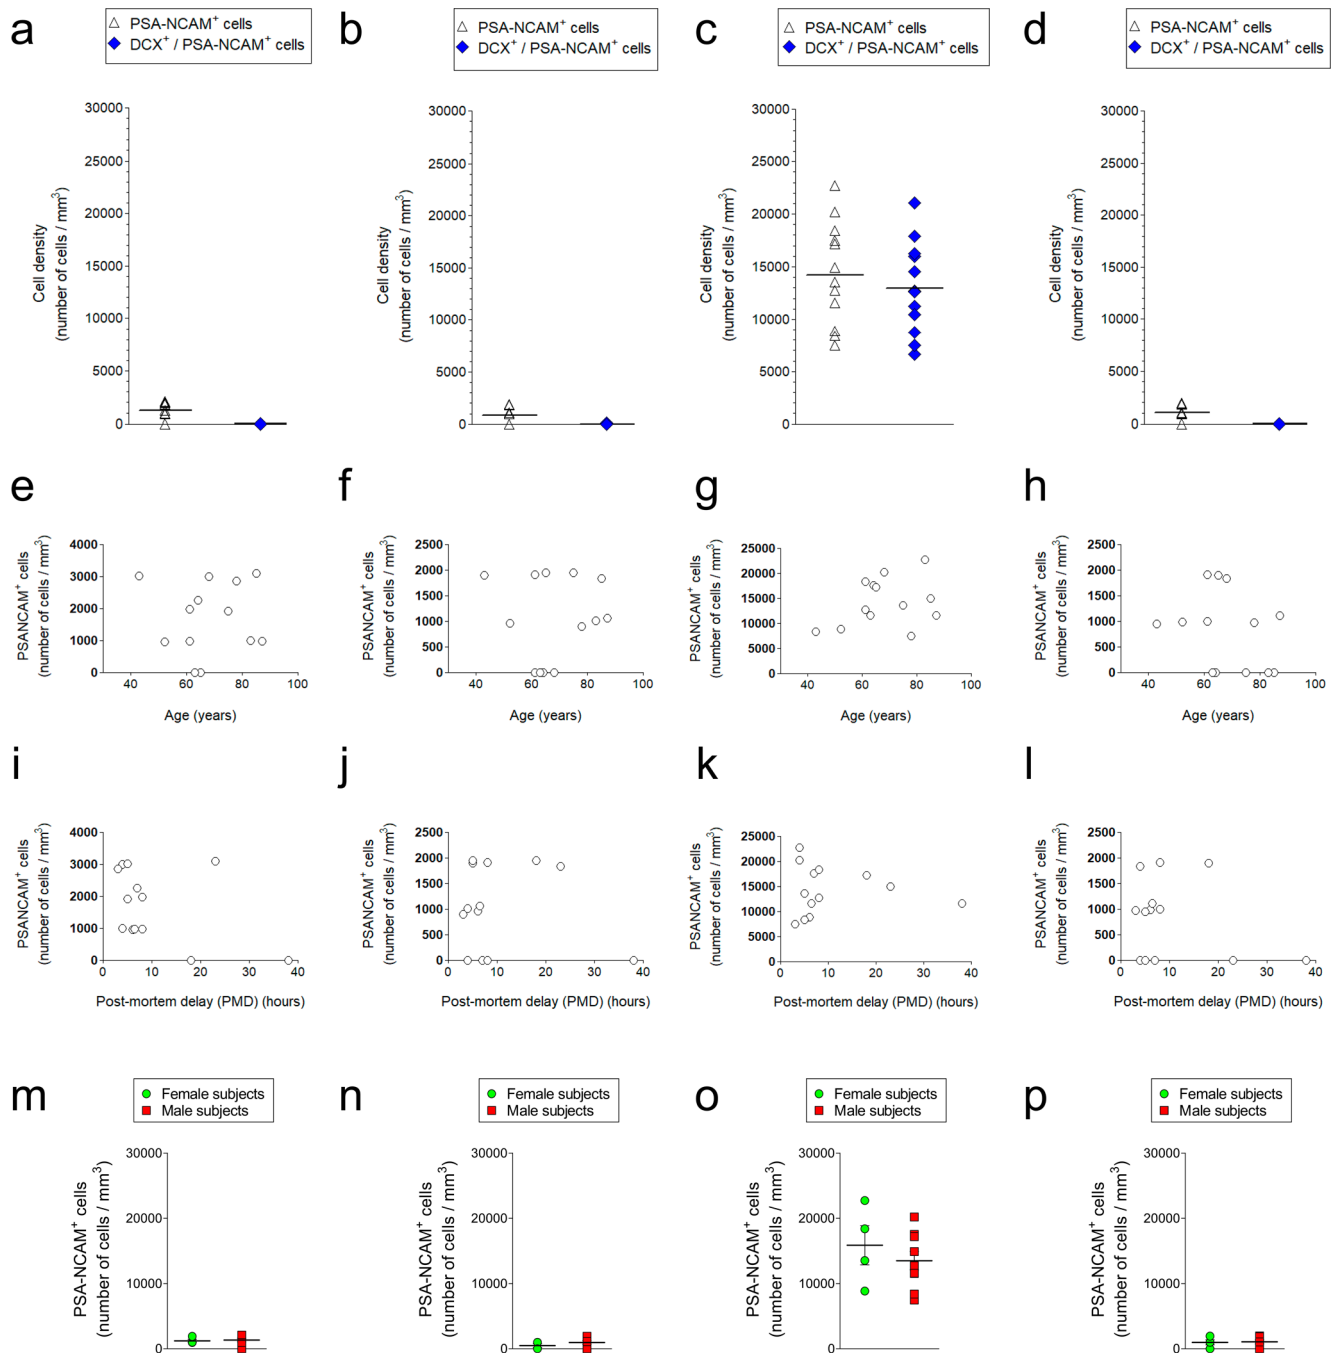 a
△ PSA-NCAM⁺ cells
◆ DCX⁺ / PSA-NCAM⁺ cells
b
△ PSA-NCAM⁺ cells
◆ DCX⁺ / PSA-NCAM⁺ cells
c
△ PSA-NCAM⁺ cells
◆ DCX⁺ / PSA-NCAM⁺ cells
d
△ PSA-NCAM⁺ cells
◆ DCX⁺ / PSA-NCAM⁺ cells
Cell density
(number of cells / mm³)
30000
25000
20000
15000
10000
5000
0
Cell density
(number of cells / mm³)
30000
25000
20000
15000
10000
5000
0
Cell density
(number of cells / mm³)
30000
25000
20000
15000
10000
5000
0
Cell density
(number of cells / mm³)
30000
25000
20000
15000
10000
5000
0
e
PSANCAM⁺ cells
(number of cells / mm³)
4000
3000
2000
1000
0
40 60 80 100
Age (years)
f
PSANCAM⁺ cells
(number of cells / mm³)
2500
2000
1500
1000
500
0
40 60 80 100
Age (years)
g
PSANCAM⁺ cells
(number of cells / mm³)
25000
20000
15000
10000
5000
0
40 60 80 100
Age (years)
h
PSANCAM⁺ cells
(number of cells / mm³)
2500
2000
1500
1000
500
0
40 60 80 100
Age (years)
i
PSANCAM⁺ cells
(number of cells / mm³)
4000
3000
2000
1000
0
0 10 20 30 40
Post-mortem delay (PMD) (hours)
j
PSANCAM⁺ cells
(number of cells / mm³)
2500
2000
1500
1000
500
0
0 10 20 30 40
Post-mortem delay (PMD) (hours)
k
PSANCAM⁺ cells
(number of cells / mm³)
25000
20000
15000
10000
5000
0
0 10 20 30 40
Post-mortem delay (PMD) (hours)
l
PSANCAM⁺ cells
(number of cells / mm³)
2500
2000
1500
1000
500
0
0 10 20 30 40
Post-mortem delay (PMD) (hours)
m
Female subjects
Male subjects
PSA-NCAM⁺ cells
(number of cells / mm³)
30000
20000
10000
0
n
Female subjects
Male subjects
PSA-NCAM⁺ cells
(number of cells / mm³)
30000
20000
10000
0
o
Female subjects
Male subjects
PSA-NCAM⁺ cells
(number of cells / mm³)
30000
20000
10000
0
p
Female subjects
Male subjects
PSA-NCAM⁺ cells
(number of cells / mm³)
30000
20000
10000
0